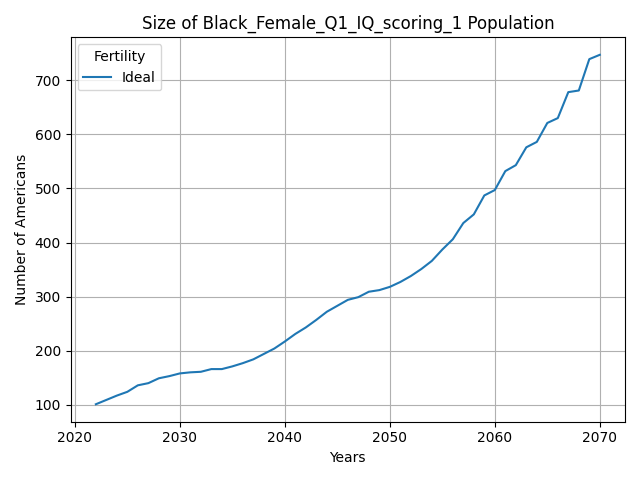 Size of Black_Female_Q1_IQ_scoring_1 Population
Fertility
Ideal
Number of Americans
700
600
500
400
300
200
100
2020 2030 2040 2050 2060 2070
Years